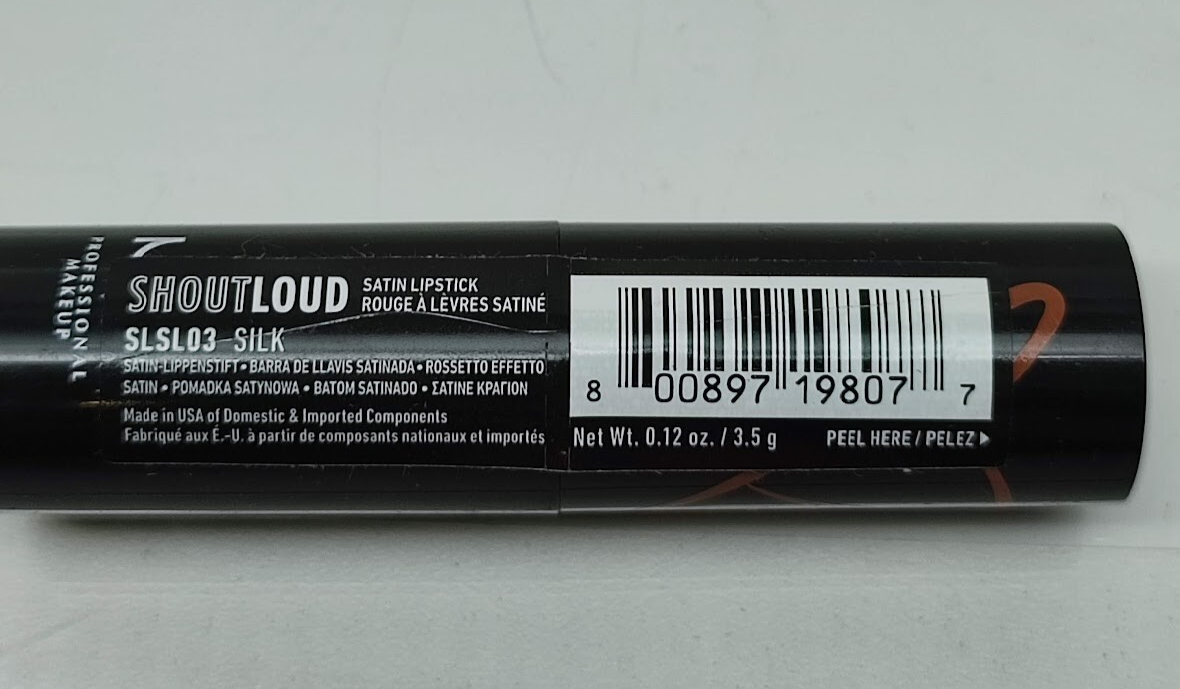 PROFESSIONAL
MAKEUP
SHOUTLOUD SATIN LIPSTICK
ROUGE À LÈVRES SATINÉ
SLSL03 SILK
SATIN-LIPPENSTIFT • BARRA DE LLAVIS SATINADA • ROSSETTO EFFETTO
SATIN • POMADKA SATYNOWA • BATOM SATINADO • ΣΑΤΙΝΕ ΚΡΑΓΙΟΝ
Made in USA of Domestic & Imported Components
Fabriqué aux É.-U. à partir de composants nationaux et importés
8 00897 19807 7
Net Wt. 0.12 oz. / 3.5 g PEEL HERE / PELEZ